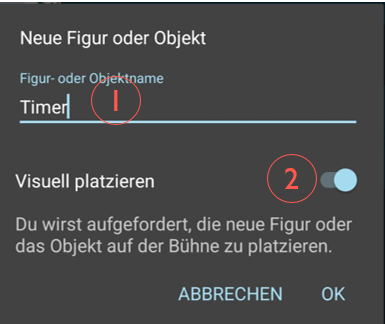 Neue Figur oder Objekt
Figur- oder Objektname
Timer 1
Visuell platzieren 2
Du wirst aufgefordert, die neue Figur oder
das Objekt auf der Bühne zu platzieren.
ABBRECHEN OK